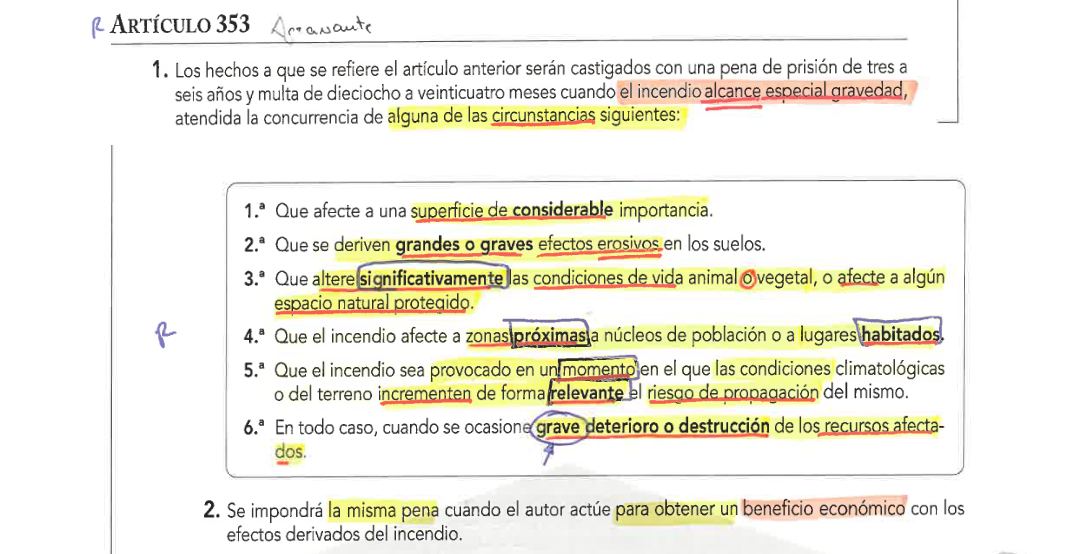 R ARTÍCULO 353
1. Los hechos a que se refiere el artículo anterior serán castigados con una pena de prisión de tres a
seis años y multa de dieciocho a veinticuatro meses cuando el incendio alcance especial gravedad,
atendida la concurrencia de alguna de las circunstancias siguientes:
1.ª Que afecte a una superficie de considerable importancia.
2.ª Que se deriven grandes o graves efectos erosivos en los suelos.
3.ª Que altere significativamente las condiciones de vida animal o vegetal, o afecte a algún
espacio natural protegido.
R
4.ª Que el incendio afecte a zonas próximas a núcleos de población o a lugares habitados.
5.ª Que el incendio sea provocado en un momento en el que las condiciones climatológicas
o del terreno incrementen de forma relevante el riesgo de propagación del mismo.
6.ª En todo caso, cuando se ocasione grave deterioro o destrucción de los recursos afecta-
dos.
2. Se impondrá la misma pena cuando el autor actúe para obtener un beneficio económico con los
efectos derivados del incendio.